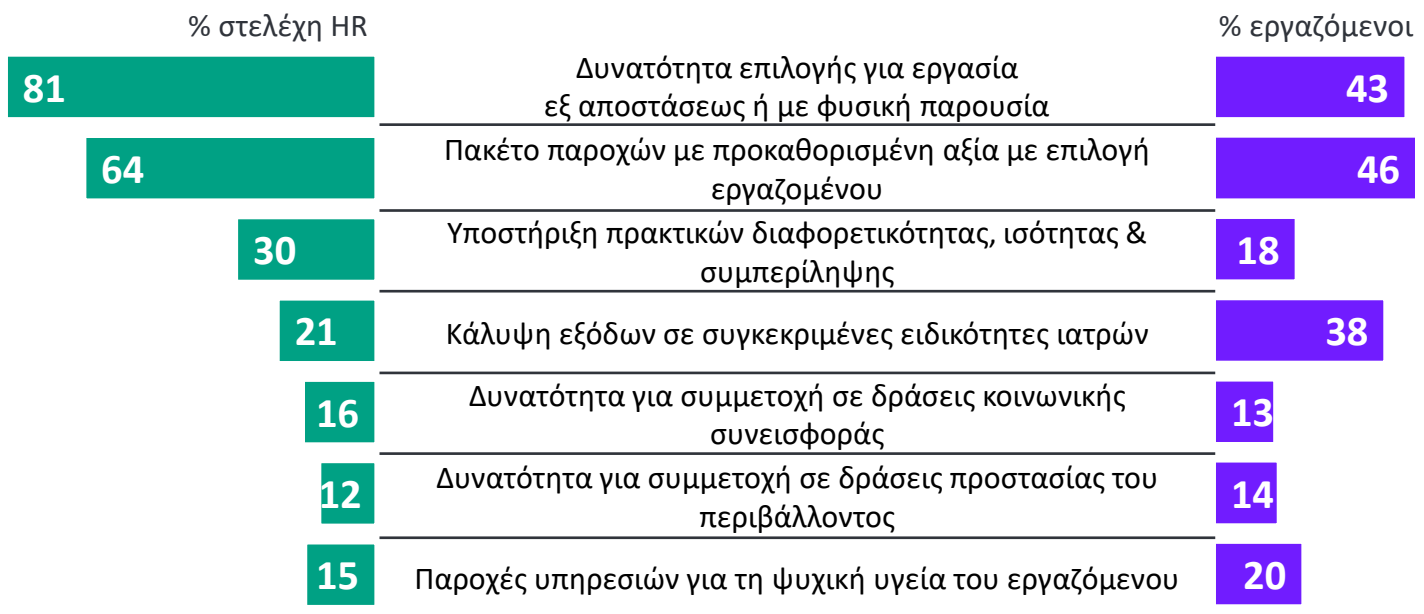 % στελέχη HR
% εργαζόμενοι
81
Δυνατότητα επιλογής για εργασία
εξ αποστάσεως ή με φυσική παρουσία
43
64
Πακέτο παροχών με προκαθορισμένη αξία με επιλογή
εργαζομένου
46
30
Υποστήριξη πρακτικών διαφορετικότητας, ισότητας &
συμπερίληψης
18
21
Κάλυψη εξόδων σε συγκεκριμένες ειδικότητες ιατρών
38
16
Δυνατότητα για συμμετοχή σε δράσεις κοινωνικής
συνεισφοράς
13
12
Δυνατότητα για συμμετοχή σε δράσεις προστασίας του
περιβάλλοντος
14
15
Παροχές υπηρεσιών για τη ψυχική υγεία του εργαζόμενου
20